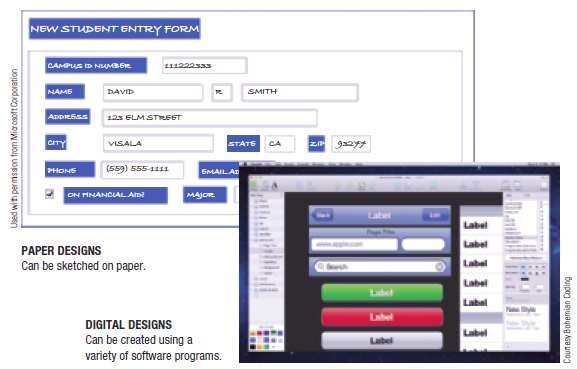 NEW STUDENT ENTRY FORM
CAMPUS ID NUMBER 111222333
NAME DAVID R SMITH
ADDRESS 123 ELM STREET
CITY VISALA STATE CA ZIP 93277
PHONE (559) 555-1111 EMAIL AD
ON FINANCIAL AID MAJOR
Used with permission from Microsoft Corporation
PAPER DESIGNS
Can be sketched on paper.
Back Label Edit
Page Title
www.apple.com
Search
Label
Label
Label
Label
Label
Label
Label
Label
Label
New Style
New Style
DIGITAL DESIGNS
Can be created using a
variety of software programs.
Courtesy Bohemian Coding